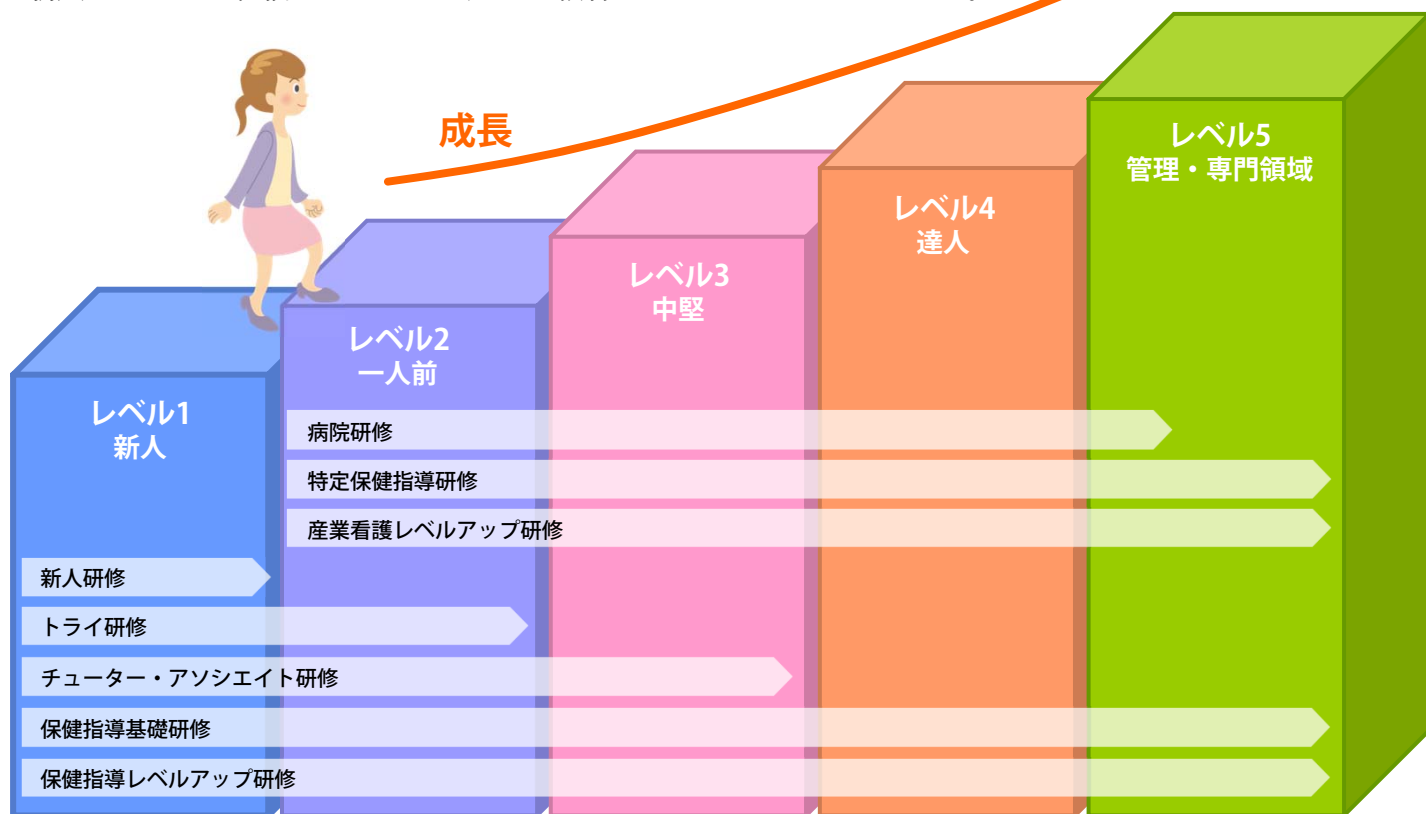 成長
レベル5
管理・専門領域
レベル4
達人
レベル3
中堅
レベル2
一人前
レベル1
新人
病院研修
特定保健指導研修
産業看護レベルアップ研修
新人研修
トライ研修
チューター・アソシエイト研修
保健指導基礎研修
保健指導レベルアップ研修